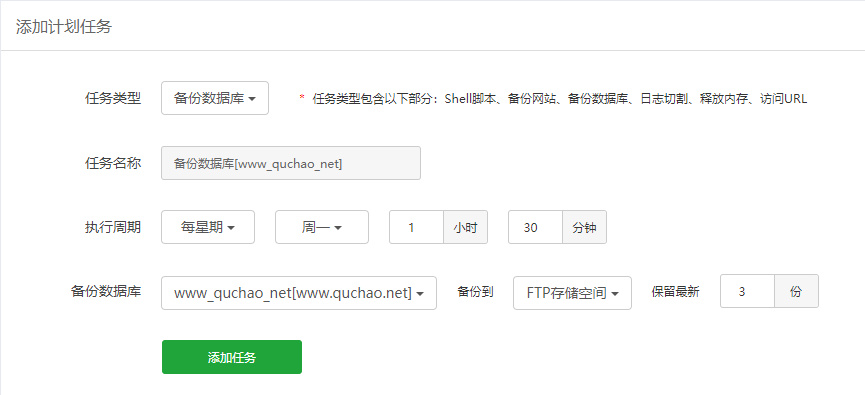 添加计划任务
任务类型 备份数据库 * 任务类型包含以下部分：Shell脚本、备份网站、备份数据库、日志切割、释放内存、访问URL
任务名称 备份数据库[www_quchao_net]
执行周期 每星期 周一 1 小时 30 分钟
备份数据库 www_quchao_net[www.quchao.net] 备份到 FTP存储空间 保留最新 3 份
添加任务